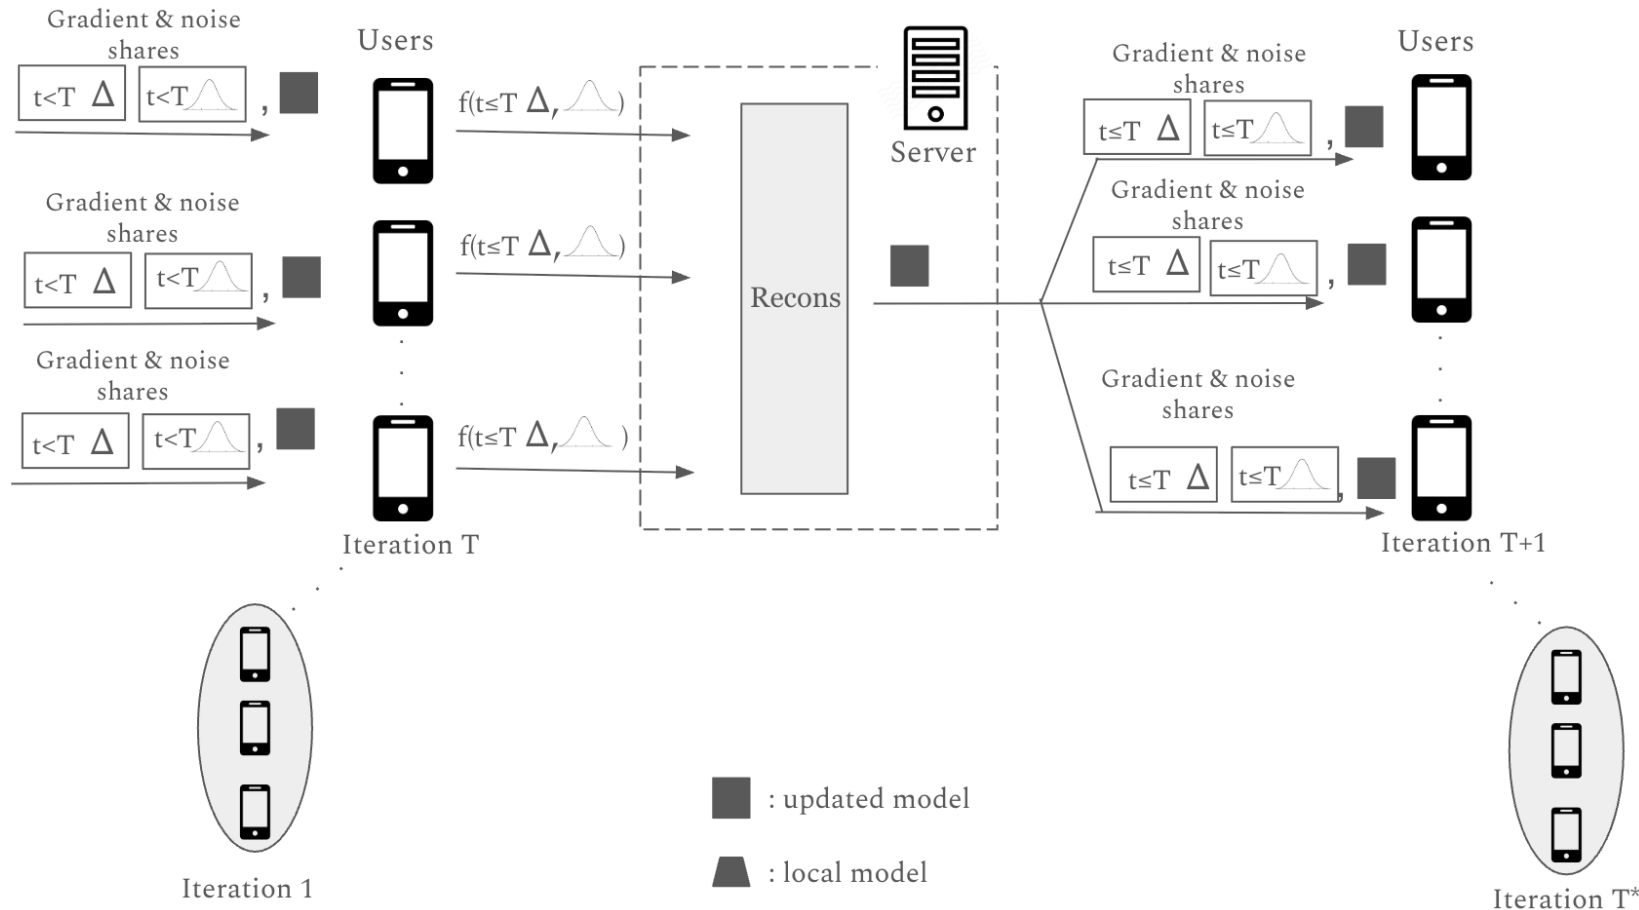 Gradient & noise
shares
t<T Δ
t<T
,
Users
f(t≤T Δ, )
Server
Gradient & noise
shares
t≤T Δ
t≤T
,
Users
Gradient & noise
shares
t<T Δ
t<T
,
f(t≤T Δ, )
Recons
Gradient & noise
shares
t≤T Δ
t≤T
,
Gradient & noise
shares
t<T Δ
t<T
,
f(t≤T Δ, )
Gradient & noise
shares
t≤T Δ
t≤T
,
Iteration T
Iteration T+1
: updated model
: local model
Iteration 1
Iteration T*